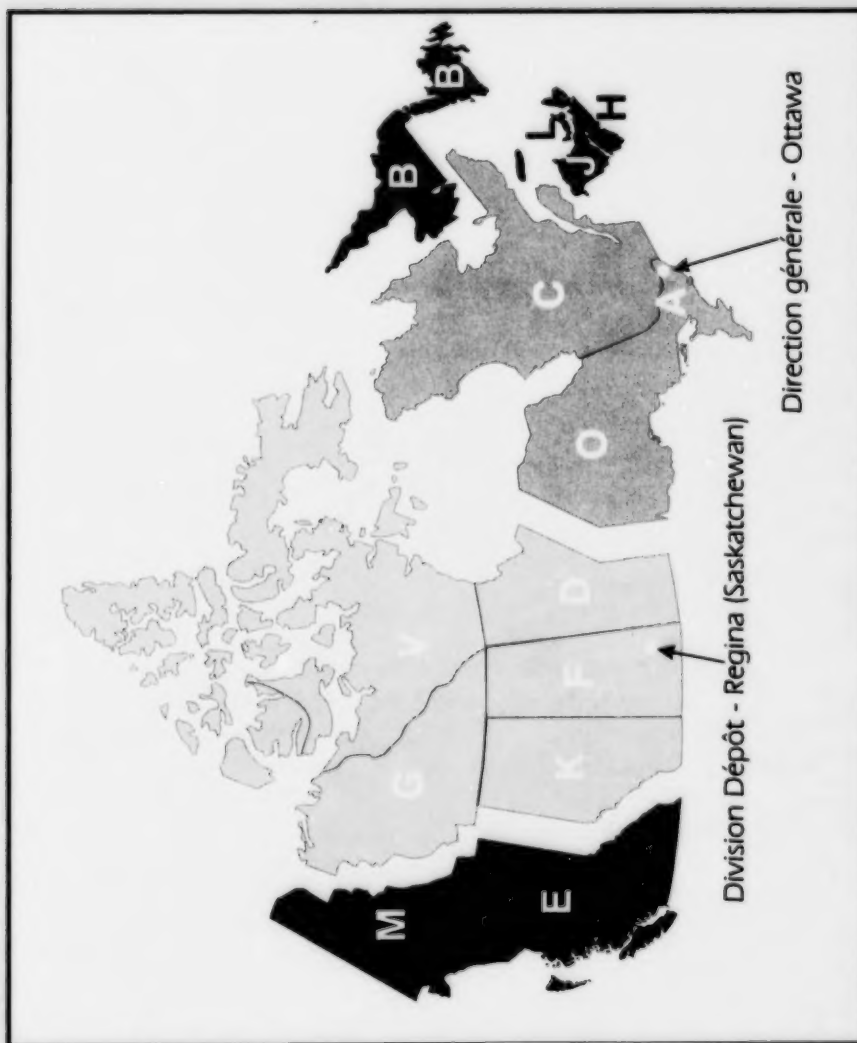 M
E
G
V
K
F
D
O
C
A
B
B
L
J
H
Division Dépôt - Regina (Saskatchewan)
Direction générale - Ottawa